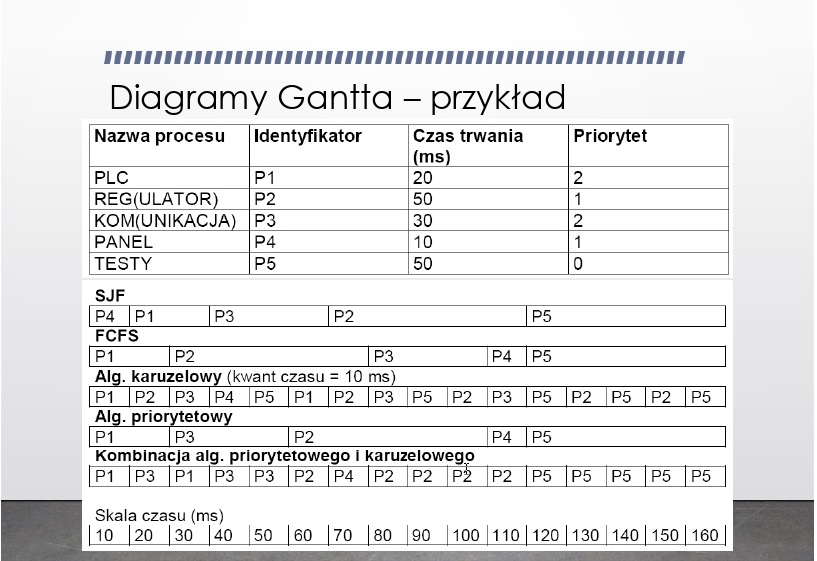 Diagramy Gantta – przykład
Nazwa procesu Identyfikator Czas trwania (ms) Priorytet
PLC P1 20 2
REG(ULATOR) P2 50 1
KOM(UNIKACJA) P3 30 2
PANEL P4 10 1
TESTY P5 50 0
SJF
P4 P1 P3 P2 P5
FCFS
P1 P2 P3 P4 P5
Alg. karuzelowy (kwant czasu = 10 ms)
P1 P2 P3 P4 P5 P1 P2 P3 P5 P2 P3 P5 P2 P5 P2 P5
Alg. priorytetowy
P1 P3 P2 P4 P5
Kombinacja alg. priorytetowego i karuzelowego
P1 P3 P1 P3 P3 P2 P4 P2 P2 P2 P2 P5 P5 P5 P5 P5
Skala czasu (ms)
10 20 30 40 50 60 70 80 90 100 110 120 130 140 150 160